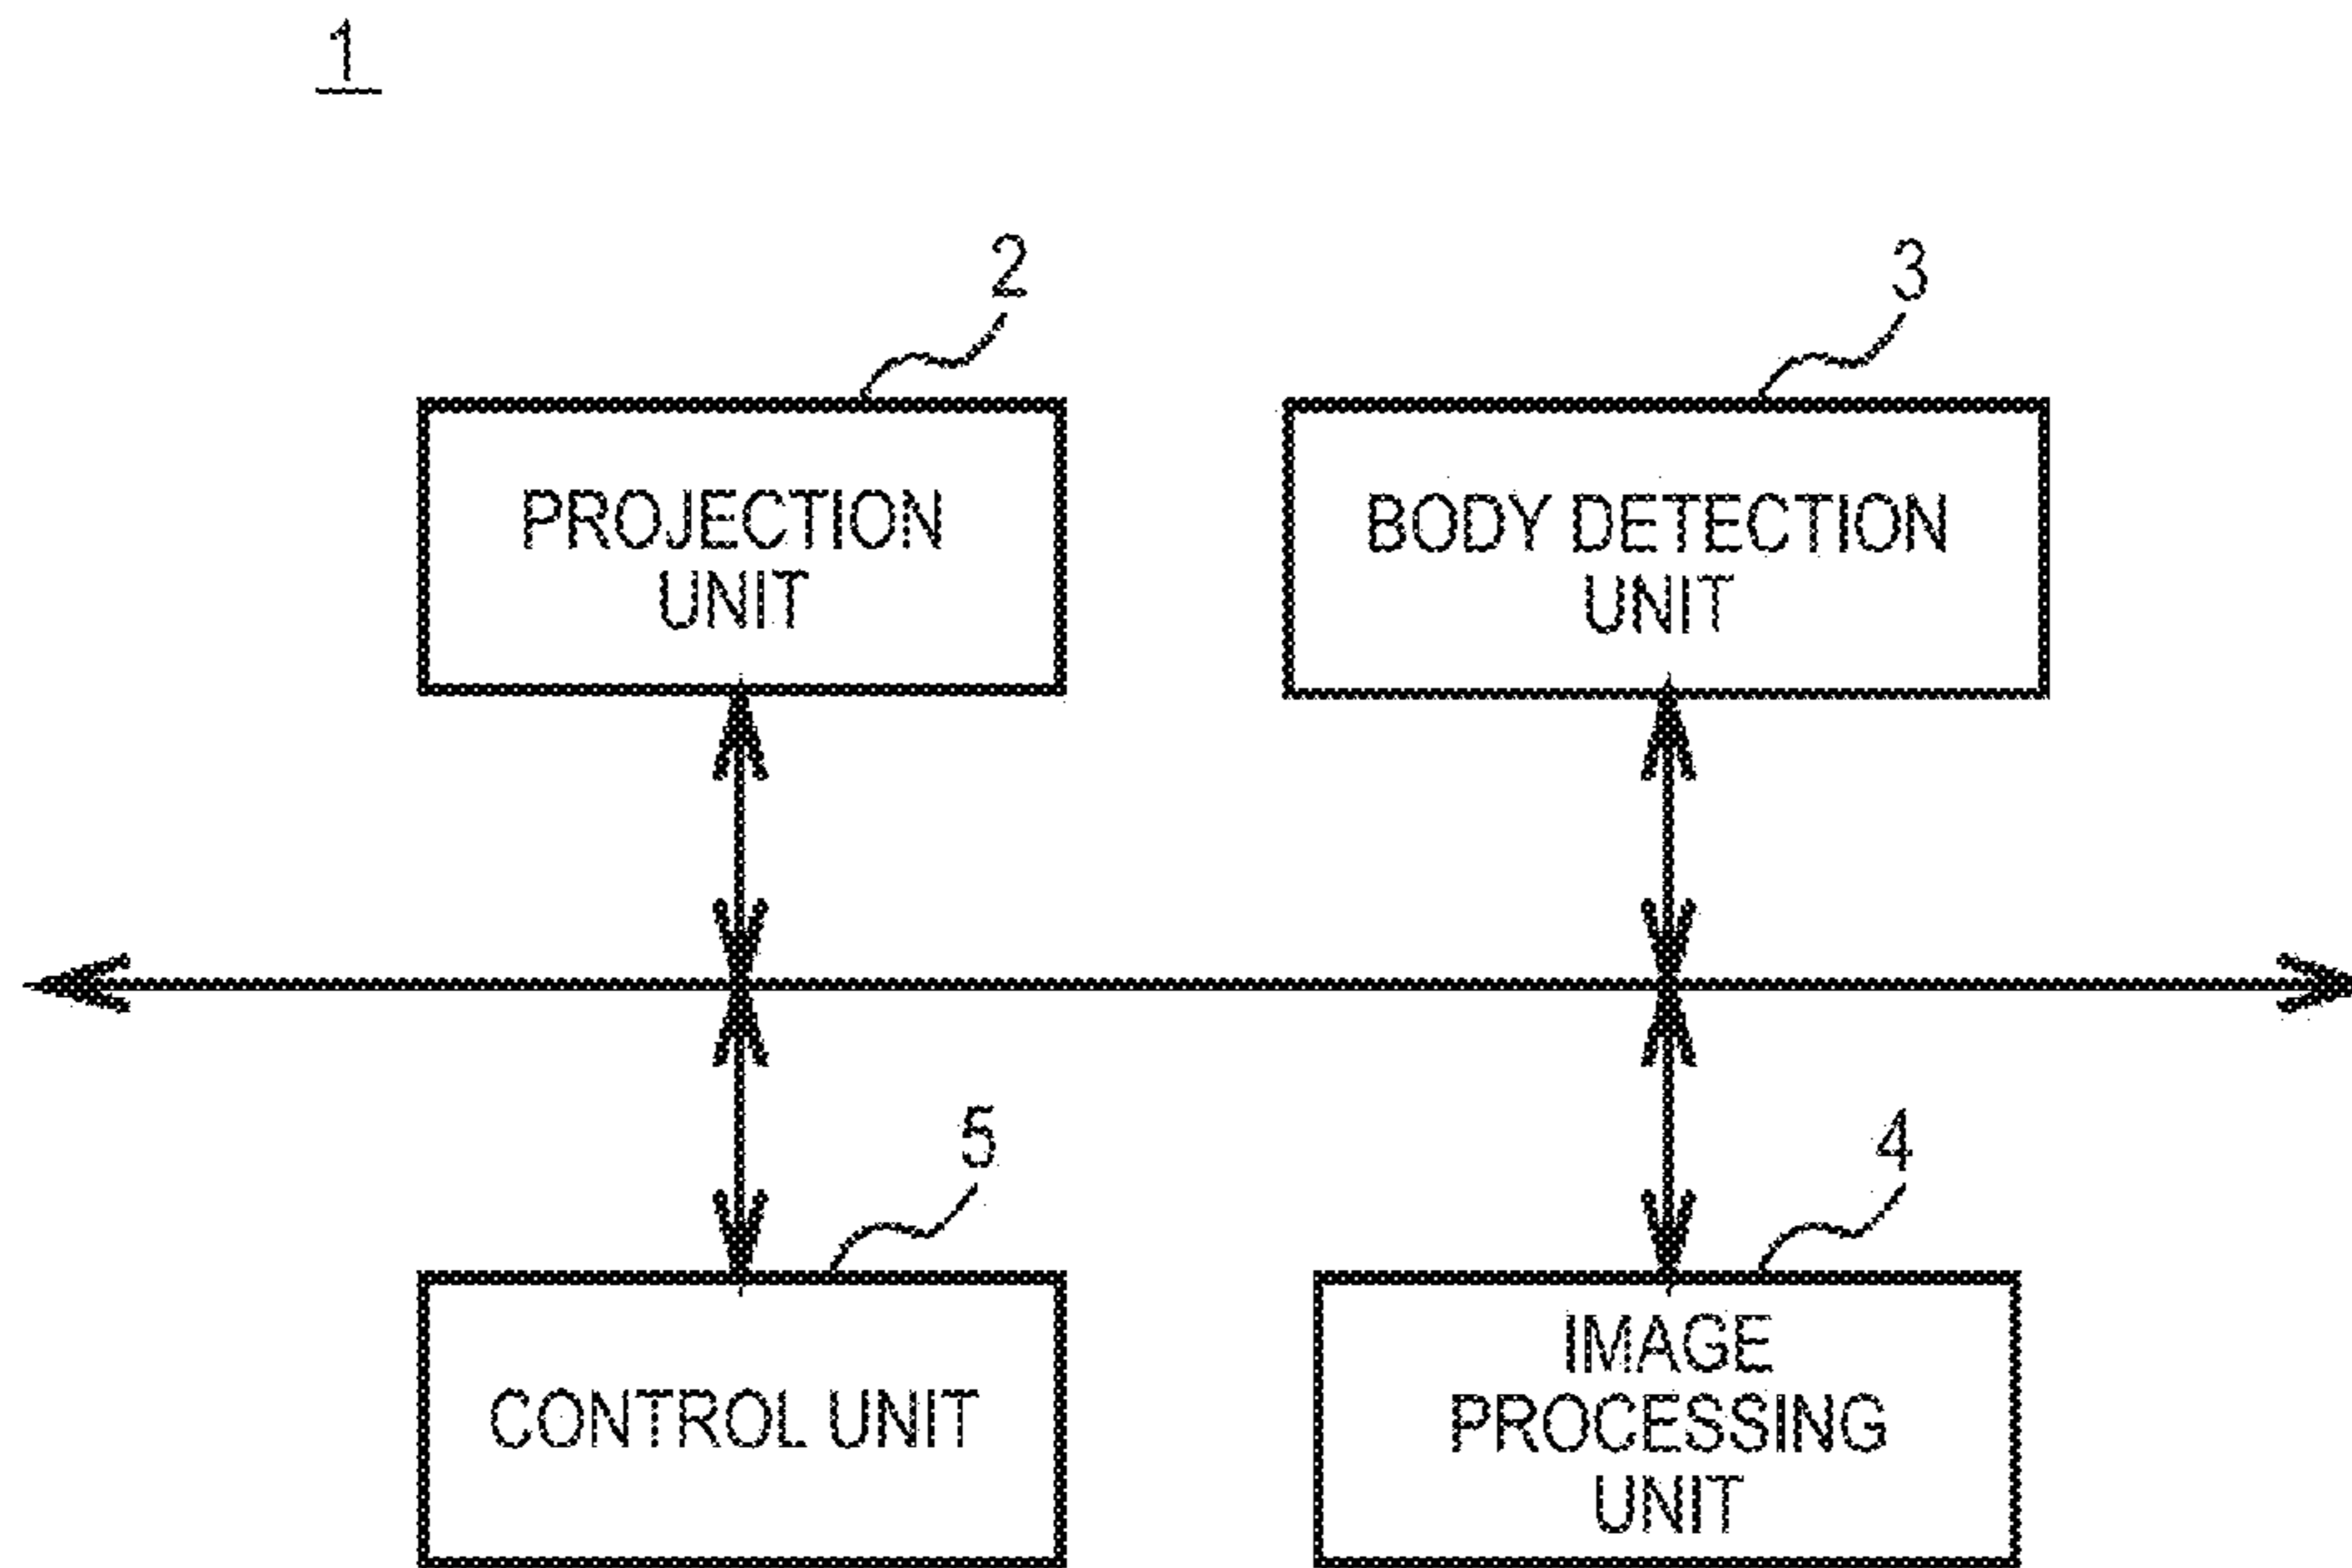 1
2
3
PROJECTION
UNIT
BODY DETECTION
UNIT
5
4
CONTROL UNIT
IMAGE
PROCESSING
UNIT